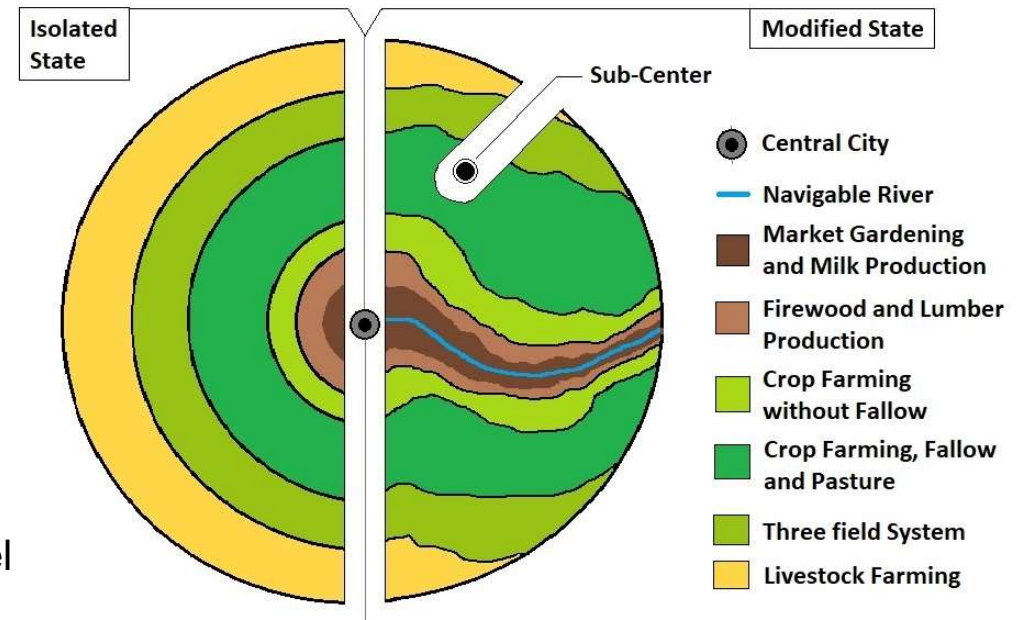 Isolated
State
Modified State
Sub-Center
Central City
Navigable River
Market Gardening
and Milk Production
Firewood and Lumber
Production
Crop Farming
without Fallow
Crop Farming, Fallow
and Pasture
Three field System
Livestock Farming